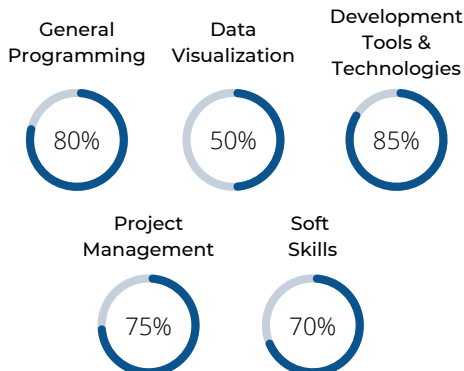 General
Programming
80%
Data
Visualization
50%
Development
Tools &
Technologies
85%
Project
Management
75%
Soft
Skills
70%